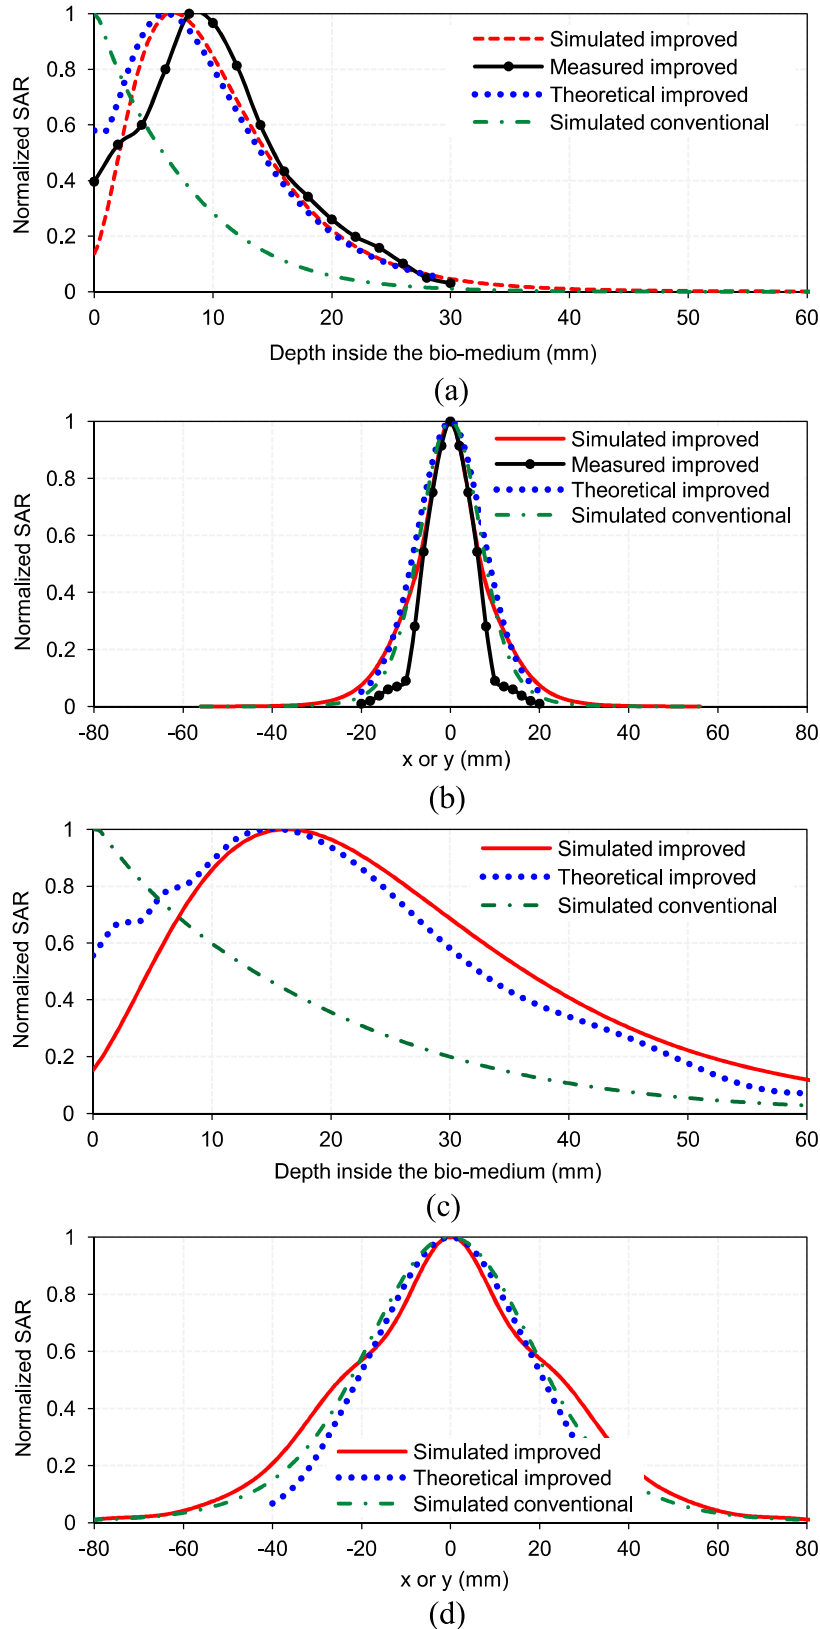 1
0.8
0.6
0.4
0.2
0
Normalized SAR
Simulated improved
Measured improved
Theoretical improved
Simulated conventional
0 10 20 30 40 50 60
Depth inside the bio-medium (mm)
(a)
1
0.8
0.6
0.4
0.2
0
Normalized SAR
Simulated improved
Measured improved
Theoretical improved
Simulated conventional
-80 -60 -40 -20 0 20 40 60 80
x or y (mm)
(b)
1
0.8
0.6
0.4
0.2
0
Normalized SAR
Simulated improved
Theoretical improved
Simulated conventional
0 10 20 30 40 50 60
Depth inside the bio-medium (mm)
(c)
1
0.8
0.6
0.4
0.2
0
Normalized SAR
Simulated improved
Theoretical improved
Simulated conventional
-80 -60 -40 -20 0 20 40 60 80
x or y (mm)
(d)